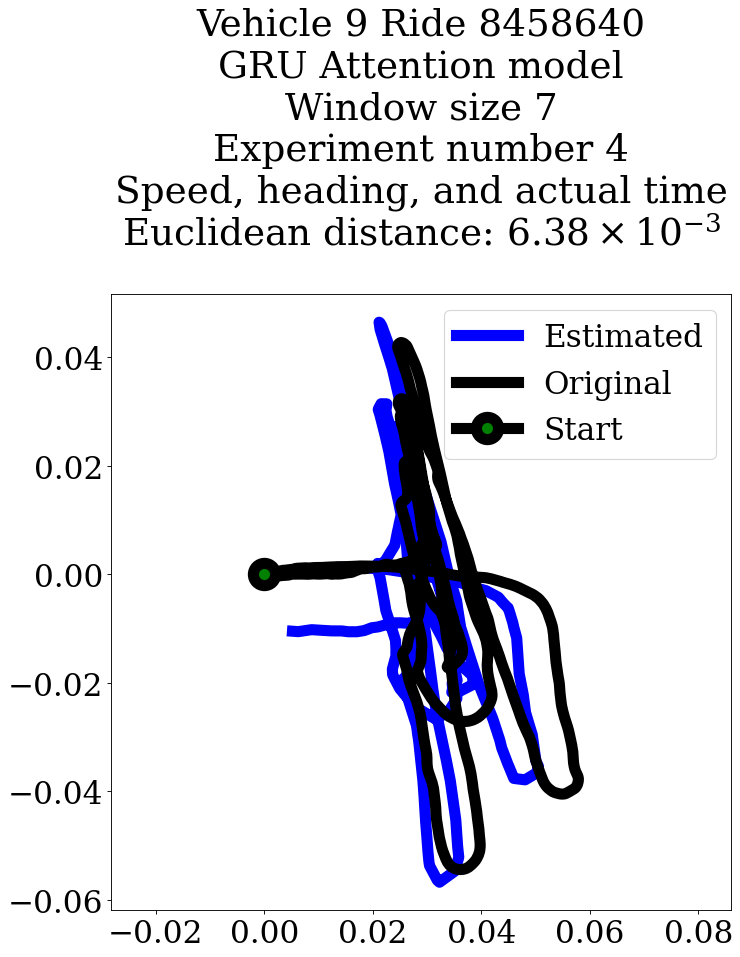 Vehicle 9 Ride 8458640
GRU Attention model
Window size 7
Experiment number 4
Speed, heading, and actual time
Euclidean distance: 6.38 × 10⁻³
Estimated
Original
Start
0.04
0.02
0.00
−0.02
−0.04
−0.06
−0.02 0.00 0.02 0.04 0.06 0.08